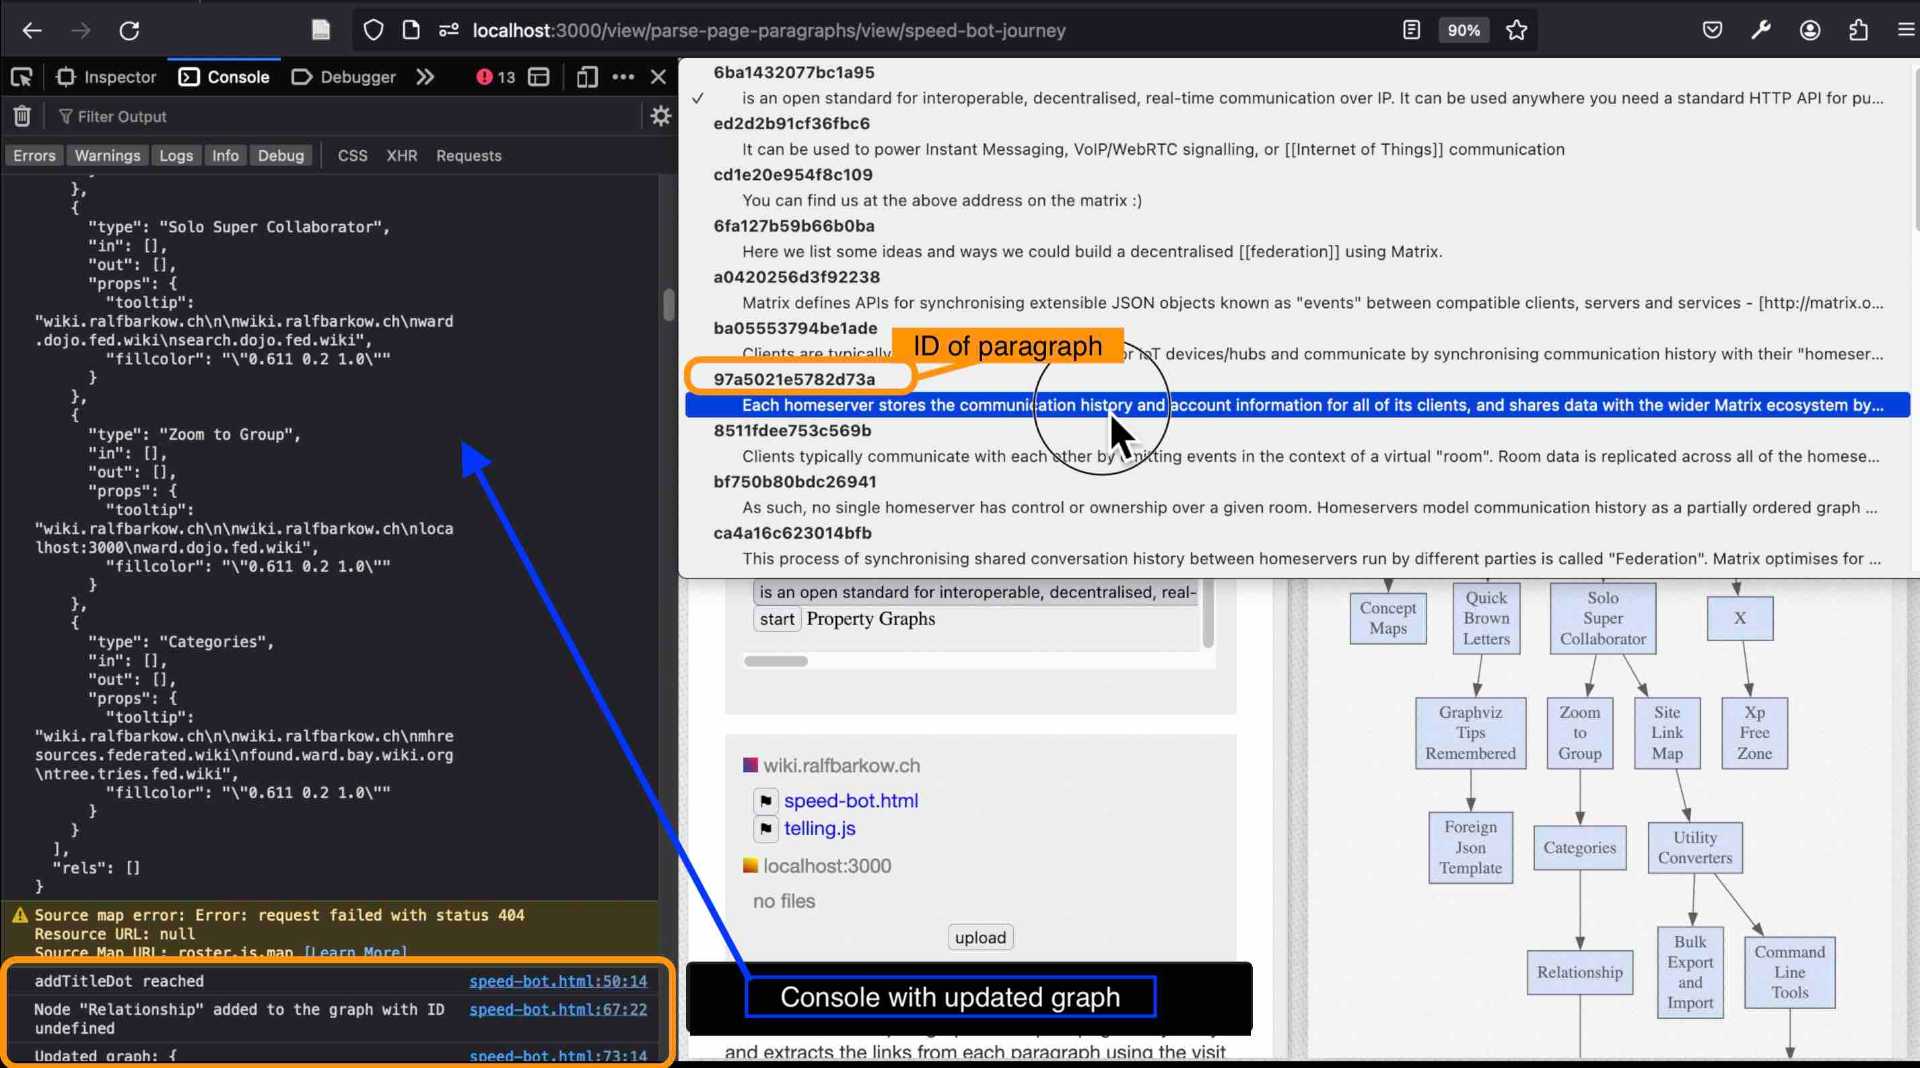 localhost:3000/view/parse-page-paragraphs/view/speed-bot-journey
90%
Inspector
Console
Debugger
13
Filter Output
Errors
Warnings
Logs
Info
Debug
CSS
XHR
Requests
},
{
"type": "Solo Super Collaborator",
"in": [],
"out": [],
"props": {
"tooltip":
"wiki.ralfbarkow.ch\n\nwiki.ralfbarkow.ch\nward
.dojo.fed.wiki\nsearch.dojo.fed.wiki",
"fillcolor": "\"0.611 0.2 1.0\""
}
},
{
"type": "Zoom to Group",
"in": [],
"out": [],
"props": {
"tooltip":
"wiki.ralfbarkow.ch\n\nwiki.ralfbarkow.ch\nloca
lhost:3000\nward.dojo.fed.wiki",
"fillcolor": "\"0.611 0.2 1.0\""
}
},
{
"type": "Categories",
"in": [],
"out": [],
"props": {
"tooltip":
"wiki.ralfbarkow.ch\n\nwiki.ralfbarkow.ch\nmhre
sources.federated.wiki\nfound.ward.bay.wiki.org
\ntree.tries.fed.wiki",
"fillcolor": "\"0.611 0.2 1.0\""
}
}
],
"rels": []
}
Source map error: Error: request failed with status 404
Resource URL: null
Source Map URL: roster.js.map [Learn More]
addTitleDot reached speed-bot.html:50:14
Node "Relationship" added to the graph with ID speed-bot.html:67:22
undefined
Updated graph: { speed-bot.html:73:14
6ba1432077bc1a95
✓ is an open standard for interoperable, decentralised, real-time communication over IP. It can be used anywhere you need a standard HTTP API for pu...
ed2d2b91cf36fbc6
It can be used to power Instant Messaging, VoIP/WebRTC signalling, or [[Internet of Things]] communication
cd1e20e954f8c109
You can find us at the above address on the matrix :)
6fa127b59b66b0ba
Here we list some ideas and ways we could build a decentralised [[federation]] using Matrix.
a0420256d3f92238
Matrix defines APIs for synchronising extensible JSON objects known as "events" between compatible clients, servers and services - [http://matrix.o...
ba05553794be1ade
ID of paragraph
Clients are typically or IoT devices/hubs and communicate by synchronising communication history with their "homeser...
97a5021e5782d73a
Each homeserver stores the communication history and account information for all of its clients, and shares data with the wider Matrix ecosystem by...
8511fdee753c569b
Clients typically communicate with each other by emitting events in the context of a virtual "room". Room data is replicated across all of the homese...
bf750b80bdc26941
As such, no single homeserver has control or ownership over a given room. Homeservers model communication history as a partially ordered graph ...
ca4a16c623014bfb
This process of synchronising shared conversation history between homeservers run by different parties is called "Federation". Matrix optimises for ...
is an open standard for interoperable, decentralised, real-
start Property Graphs
wiki.ralfbarkow.ch
speed-bot.html
telling.js
localhost:3000
no files
upload
Console with updated graph
and extracts the links from each paragraph using the visit
Concept
Maps
Quick
Brown
Letters
Solo
Super
Collaborator
X
Graphviz
Tips
Remembered
Zoom
to
Group
Site
Link
Map
Xp
Free
Zone
Foreign
Json
Template
Categories
Utility
Converters
Relationship
Bulk
Export
and
Import
Command
Line
Tools